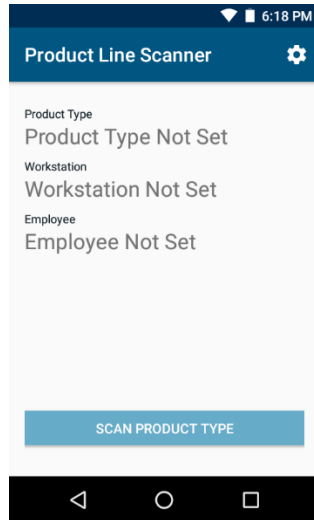 6:18 PM
Product Line Scanner
Product Type
Product Type Not Set
Workstation
Workstation Not Set
Employee
Employee Not Set
SCAN PRODUCT TYPE